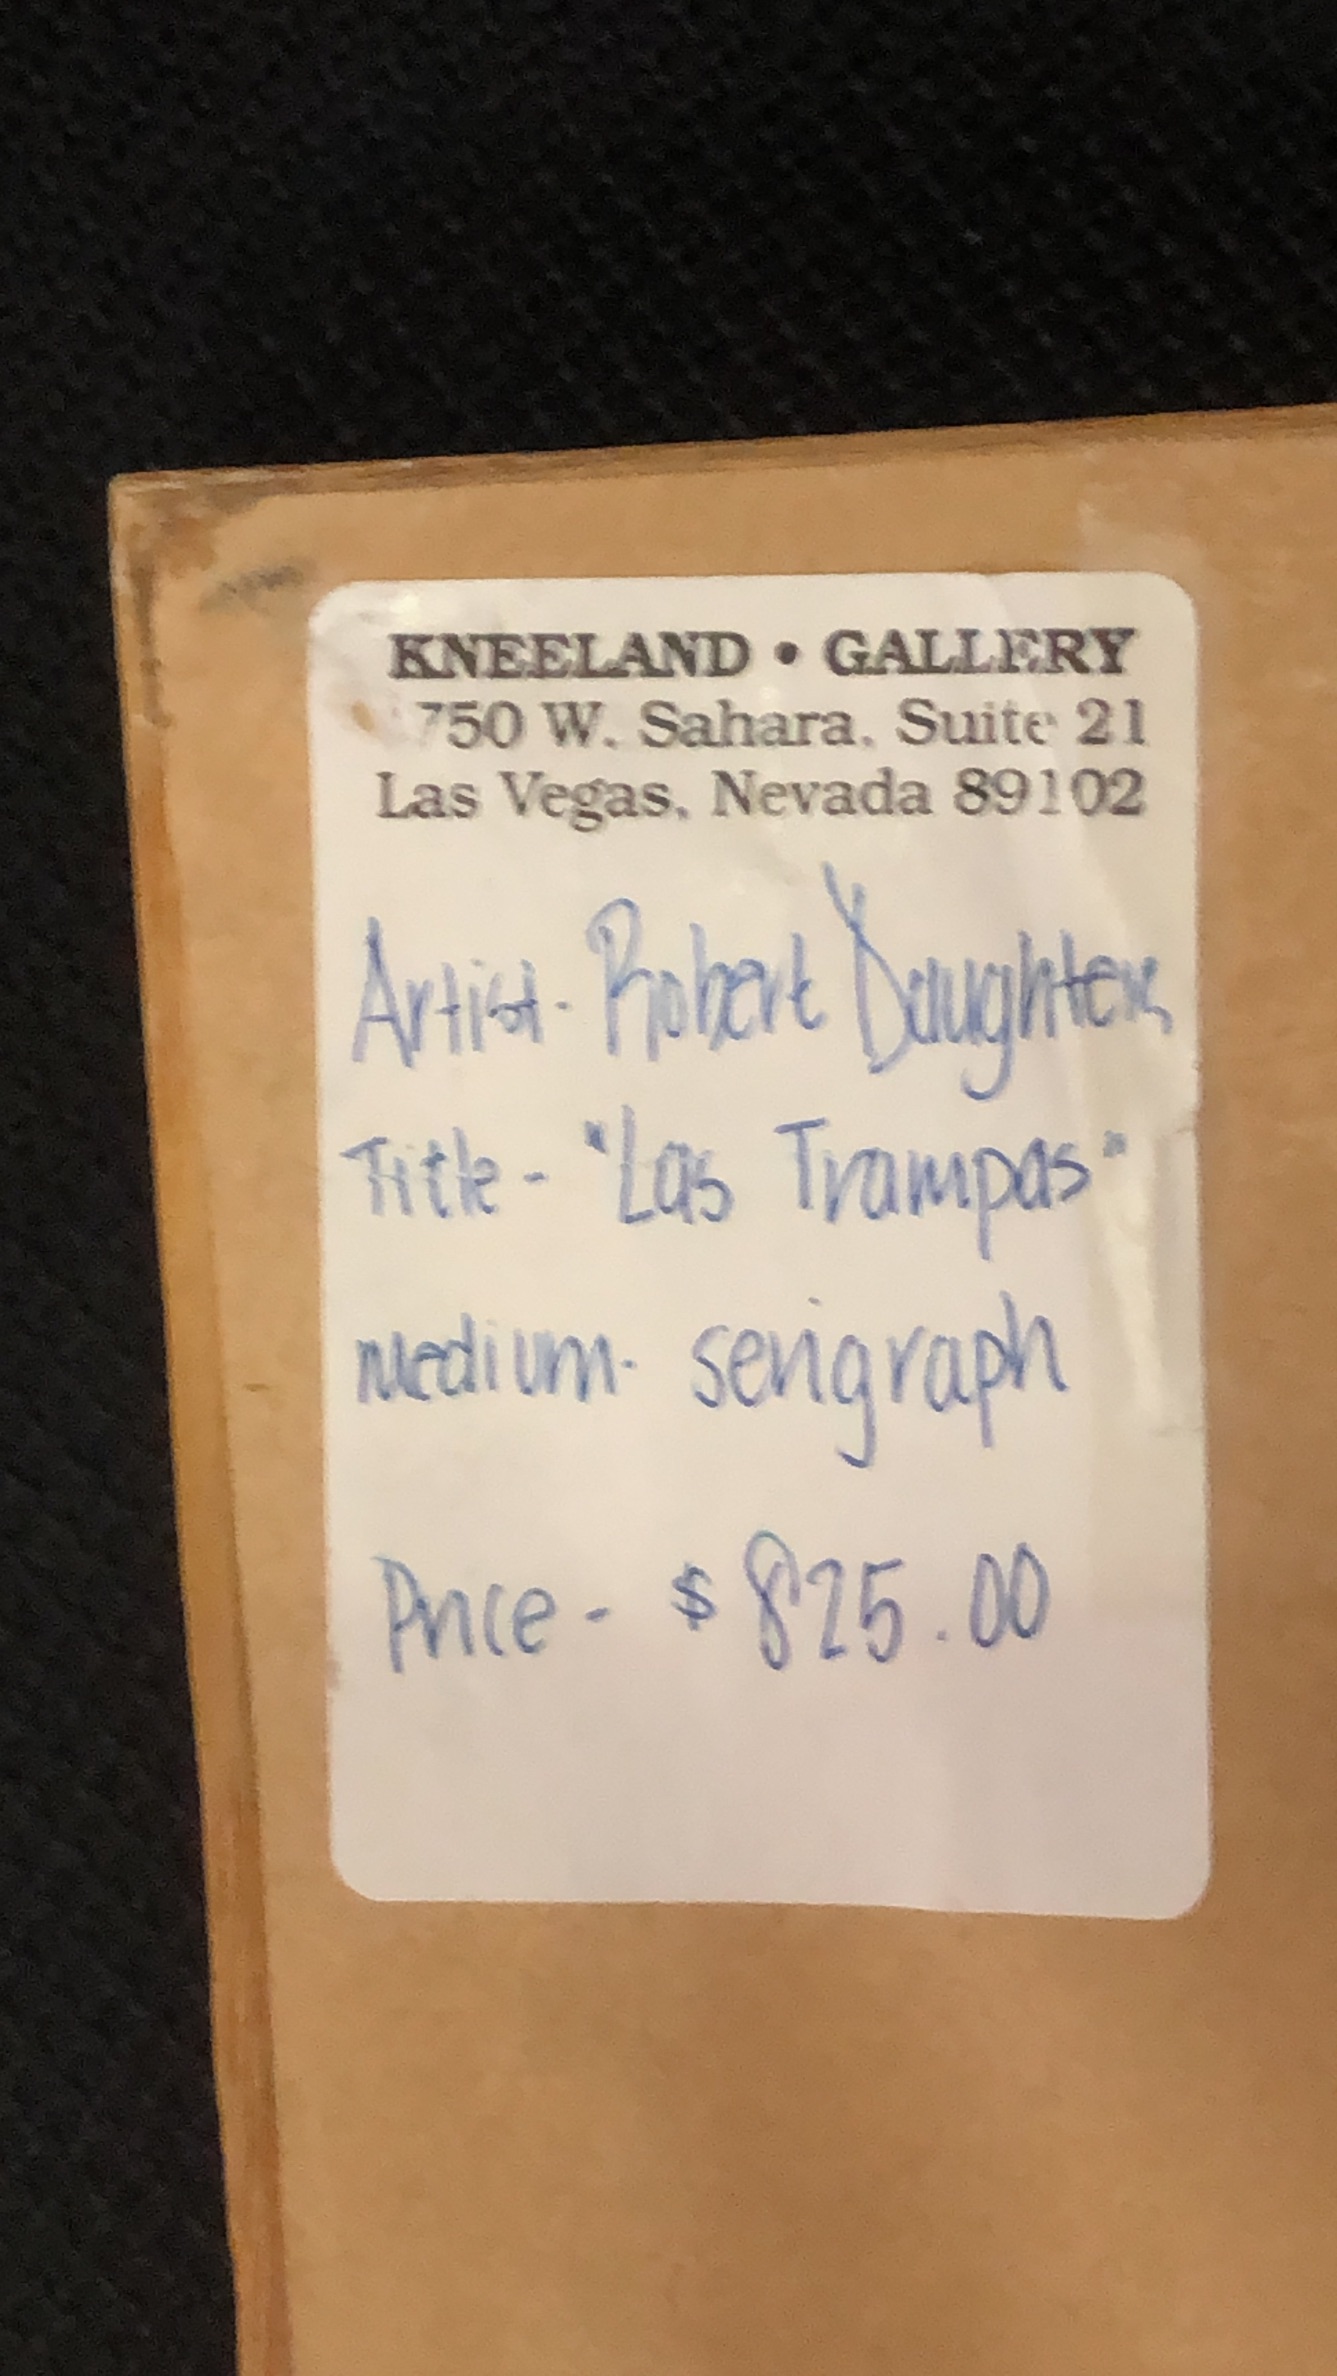 KNEELAND • GALLERY
750 W. Sahara, Suite 21
Las Vegas, Nevada 89102
Artist- Robert Daughters
Title - "Las Trampas"
medium- serigraph
Price - $825.00